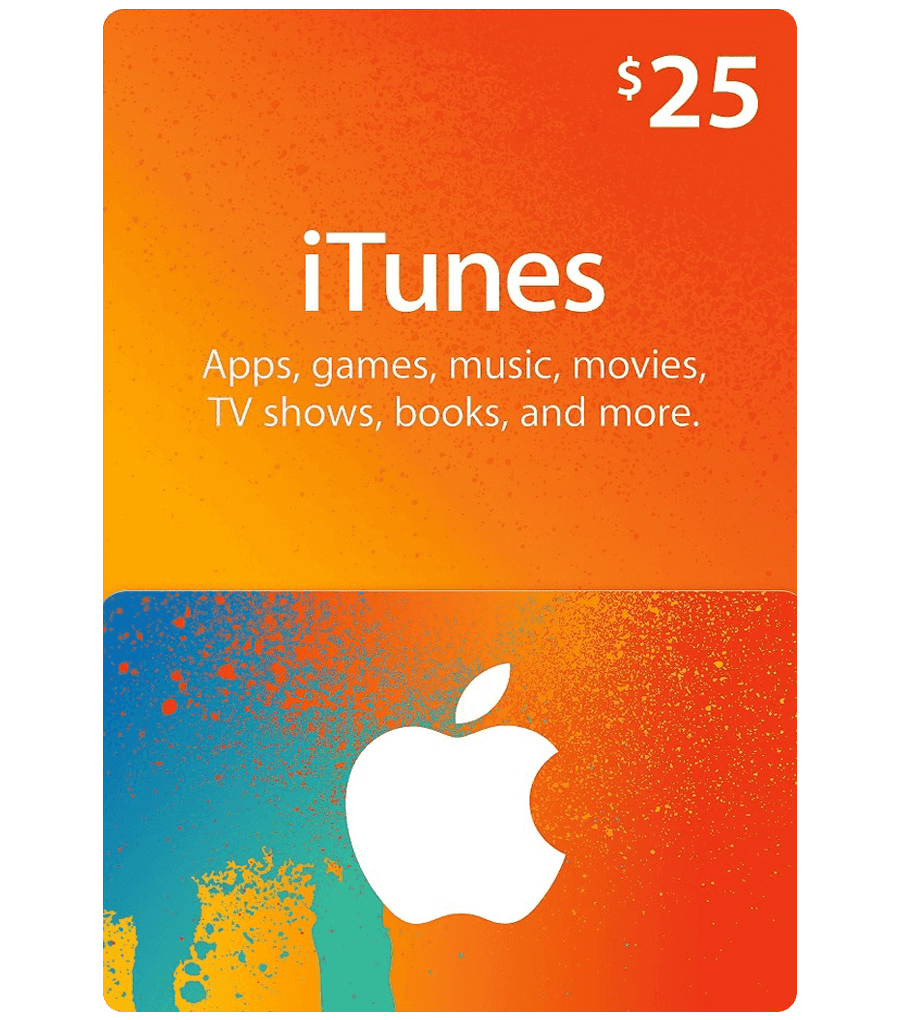 $25
iTunes
Apps, games, music, movies,
TV shows, books, and more.